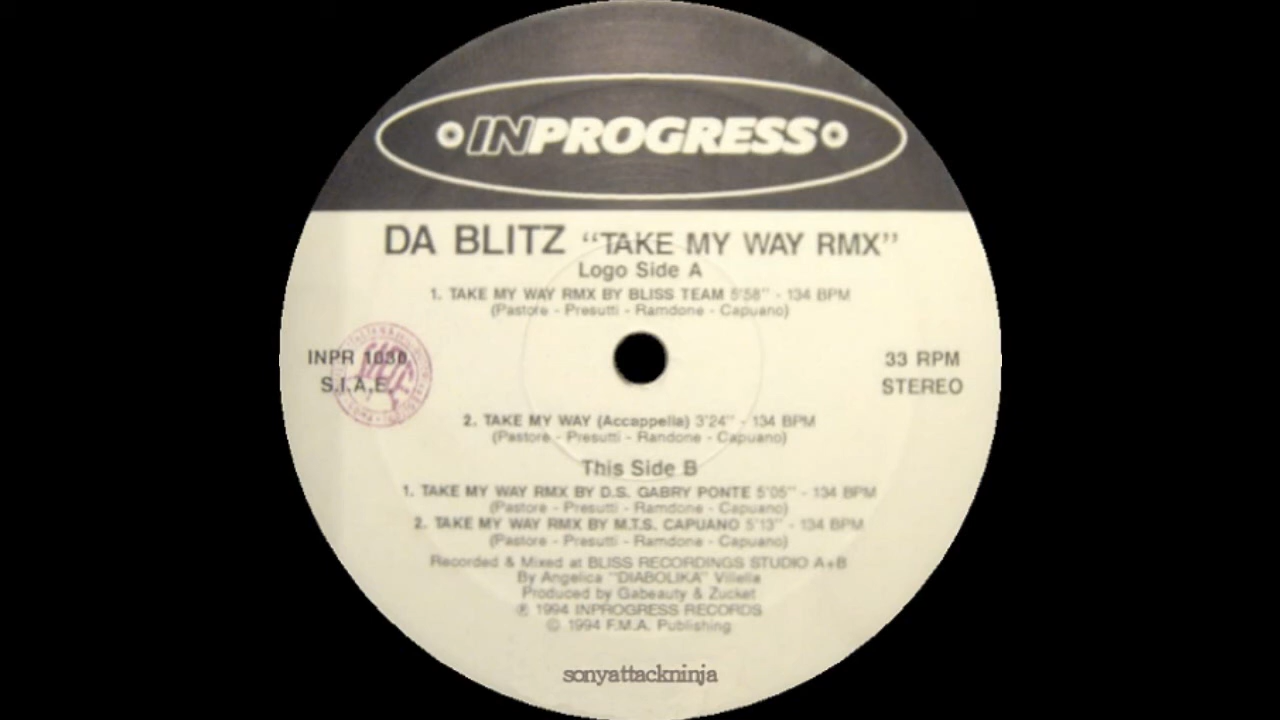 INPROGRESS
DA BLITZ "TAKE MY WAY RMX"
Logo Side A
1. TAKE MY WAY RMX BY BLISS TEAM 5'58" - 134 BPM
(Pastore - Presutti - Ramdone - Capuano)
INPR 1030
S.I.A.E.
33 RPM
STEREO
2. TAKE MY WAY (Accappella) 3'24" - 134 BPM
(Pastore - Presutti - Randone - Capuano)
This Side B
1. TAKE MY WAY RMX BY D.S. GABRY PONTE 5'05" - 134 BPM
(Pastore - Presutti - Ramdone - Capuano)
2. TAKE MY WAY RMX BY M.T.S. CAPUANO 5'13" - 134 BPM
(Pastore - Presutti - Ramdone - Capuano)
Recorded & Mixed at BLISS RECORDINGS STUDIO A+B
By Angelica "DIABOLIKA" Vilella
Produced by Gabeauty & Zucket
℗ 1994 INPROGRESS RECORDS
© 1994 F.M.A. Publishing
sonyattackninja